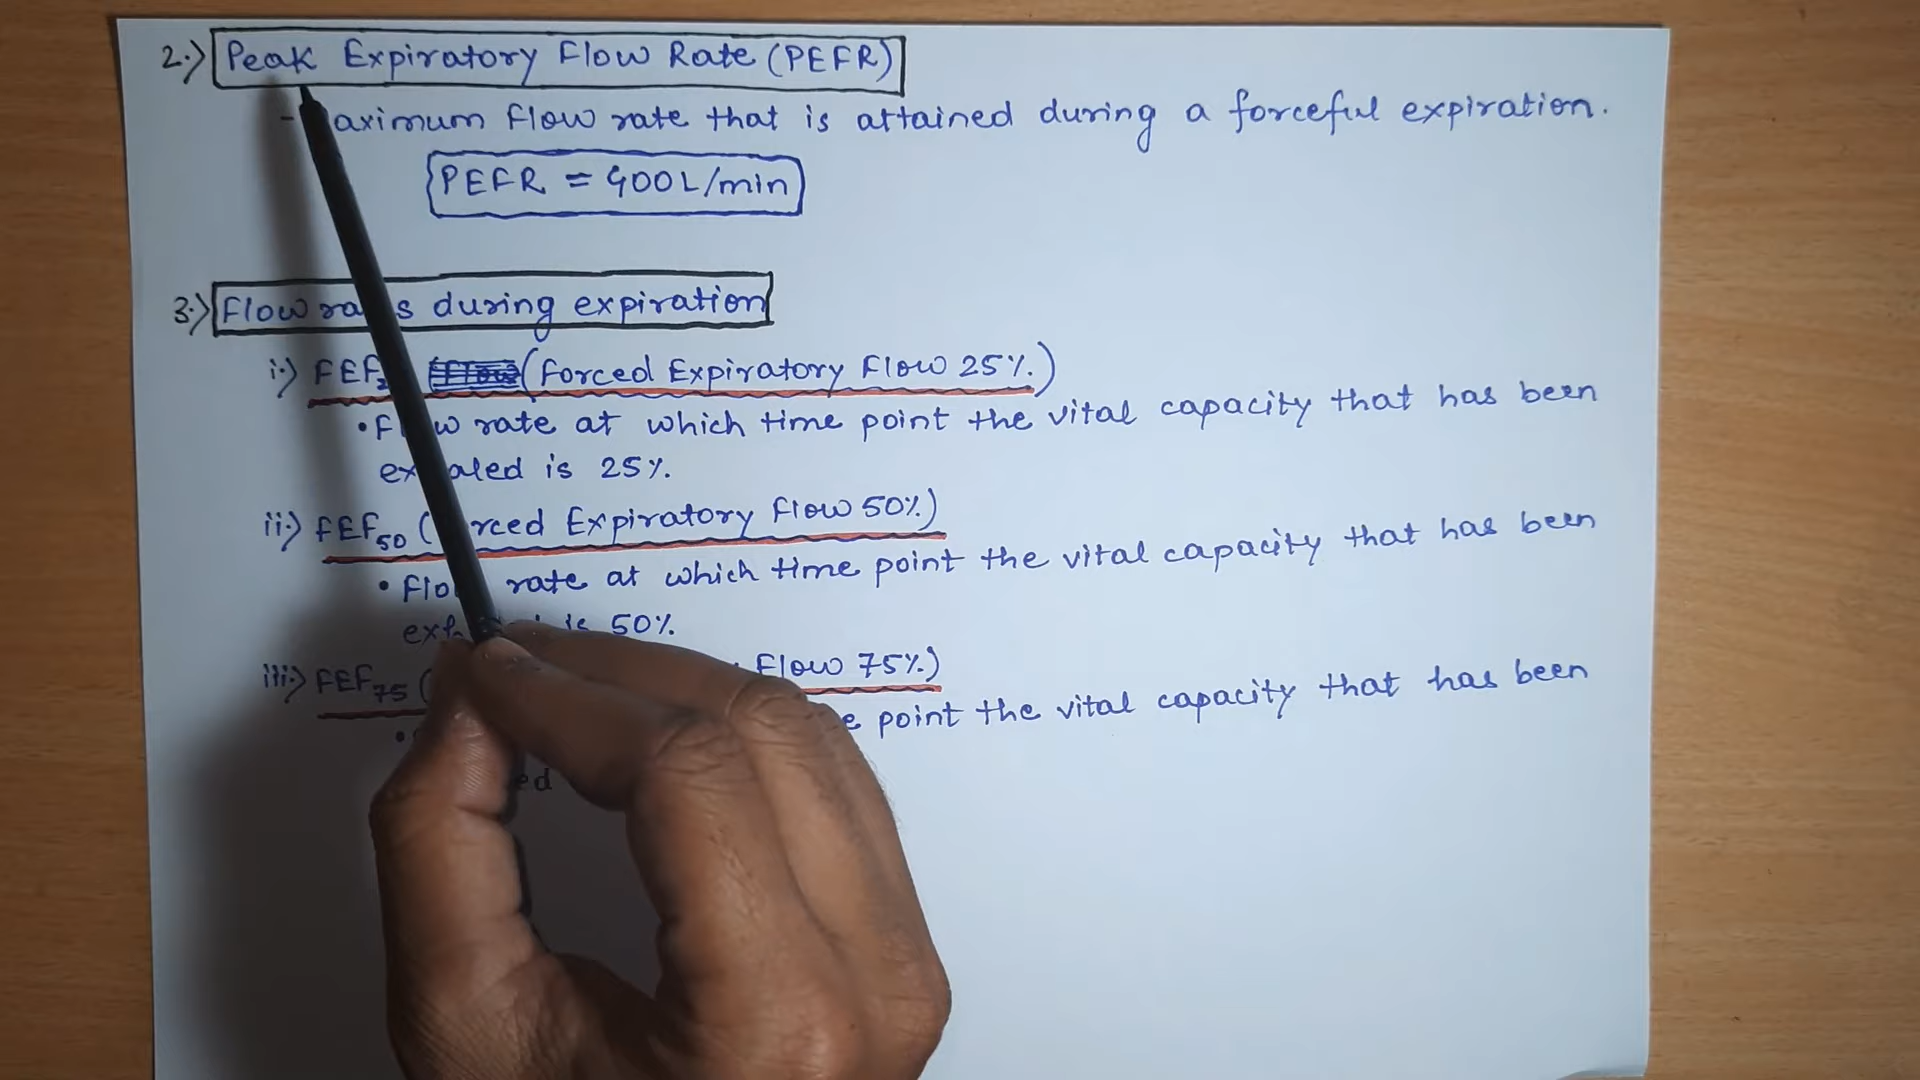 2.) Peak Expiratory Flow Rate (PEFR)
- aximum flow rate that is attained during a forceful expiration.
PEFR = 400L/min
3.) Flow ra s during expiration
i.) FEF2 (Forced Expiratory Flow 25%.)
• F w rate at which time point the vital capacity that has been
ex aled is 25%.
ii.) FEF50 ( rced Expiratory Flow 50%)
• Flo rate at which time point the vital capacity that has been
is 50%.
iii.) FEF75 ( Flow 75%.)
e point the vital capacity that has been
ed